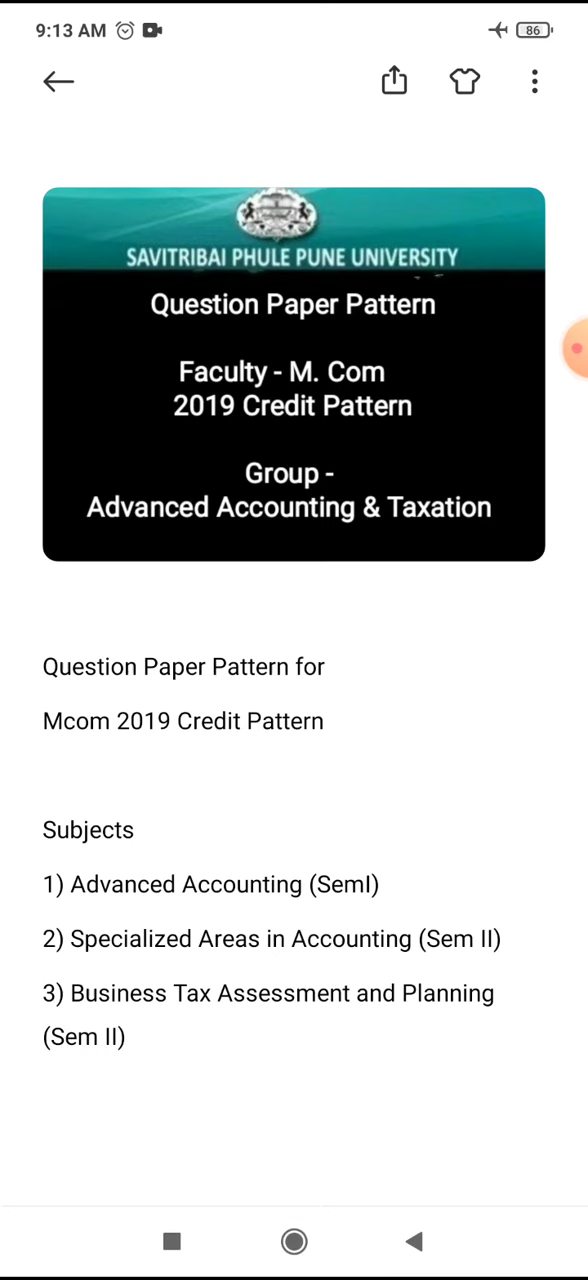 9:13 AM
86
SAVITRIBAI PHULE PUNE UNIVERSITY
Question Paper Pattern
Faculty - M. Com
2019 Credit Pattern
Group -
Advanced Accounting & Taxation
Question Paper Pattern for
Mcom 2019 Credit Pattern
Subjects
1) Advanced Accounting (SemI)
2) Specialized Areas in Accounting (Sem II)
3) Business Tax Assessment and Planning
(Sem II)